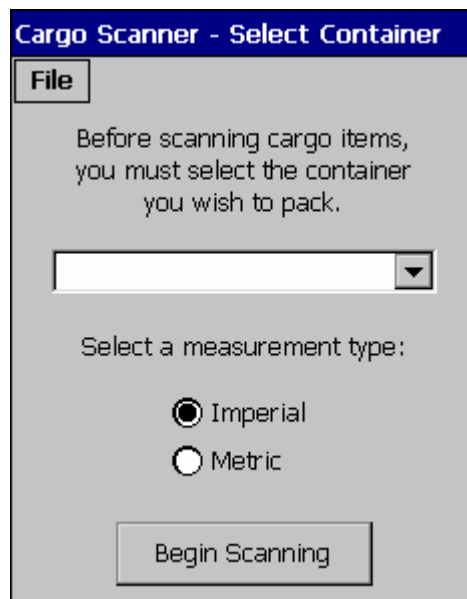 Cargo Scanner - Select Container
File
Before scanning cargo items,
you must select the container
you wish to pack.
Select a measurement type:
Imperial
Metric
Begin Scanning